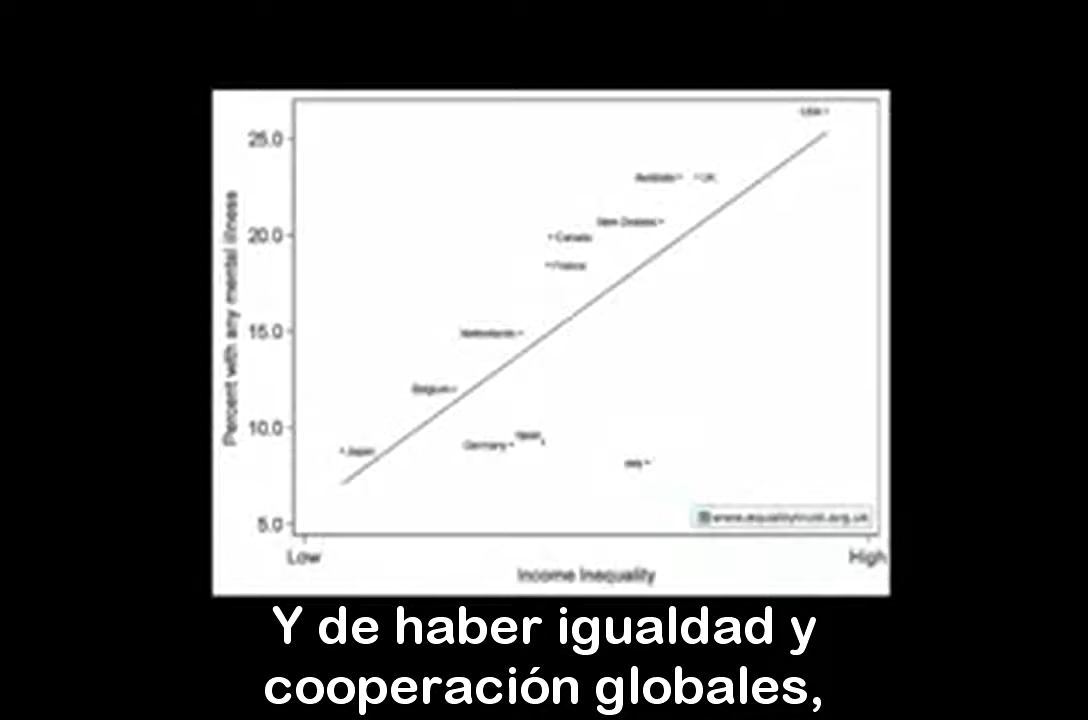 25.0
20.0
15.0
10.0
5.0
Percent with any mental illness
USA
Australia
UK
New Zealand
Canada
France
Netherlands
Belgium
Japan
Germany
Spain
Italy
www.equalitytrust.org.uk
Low
High
Income Inequality
Y de haber igualdad y
cooperación globales,